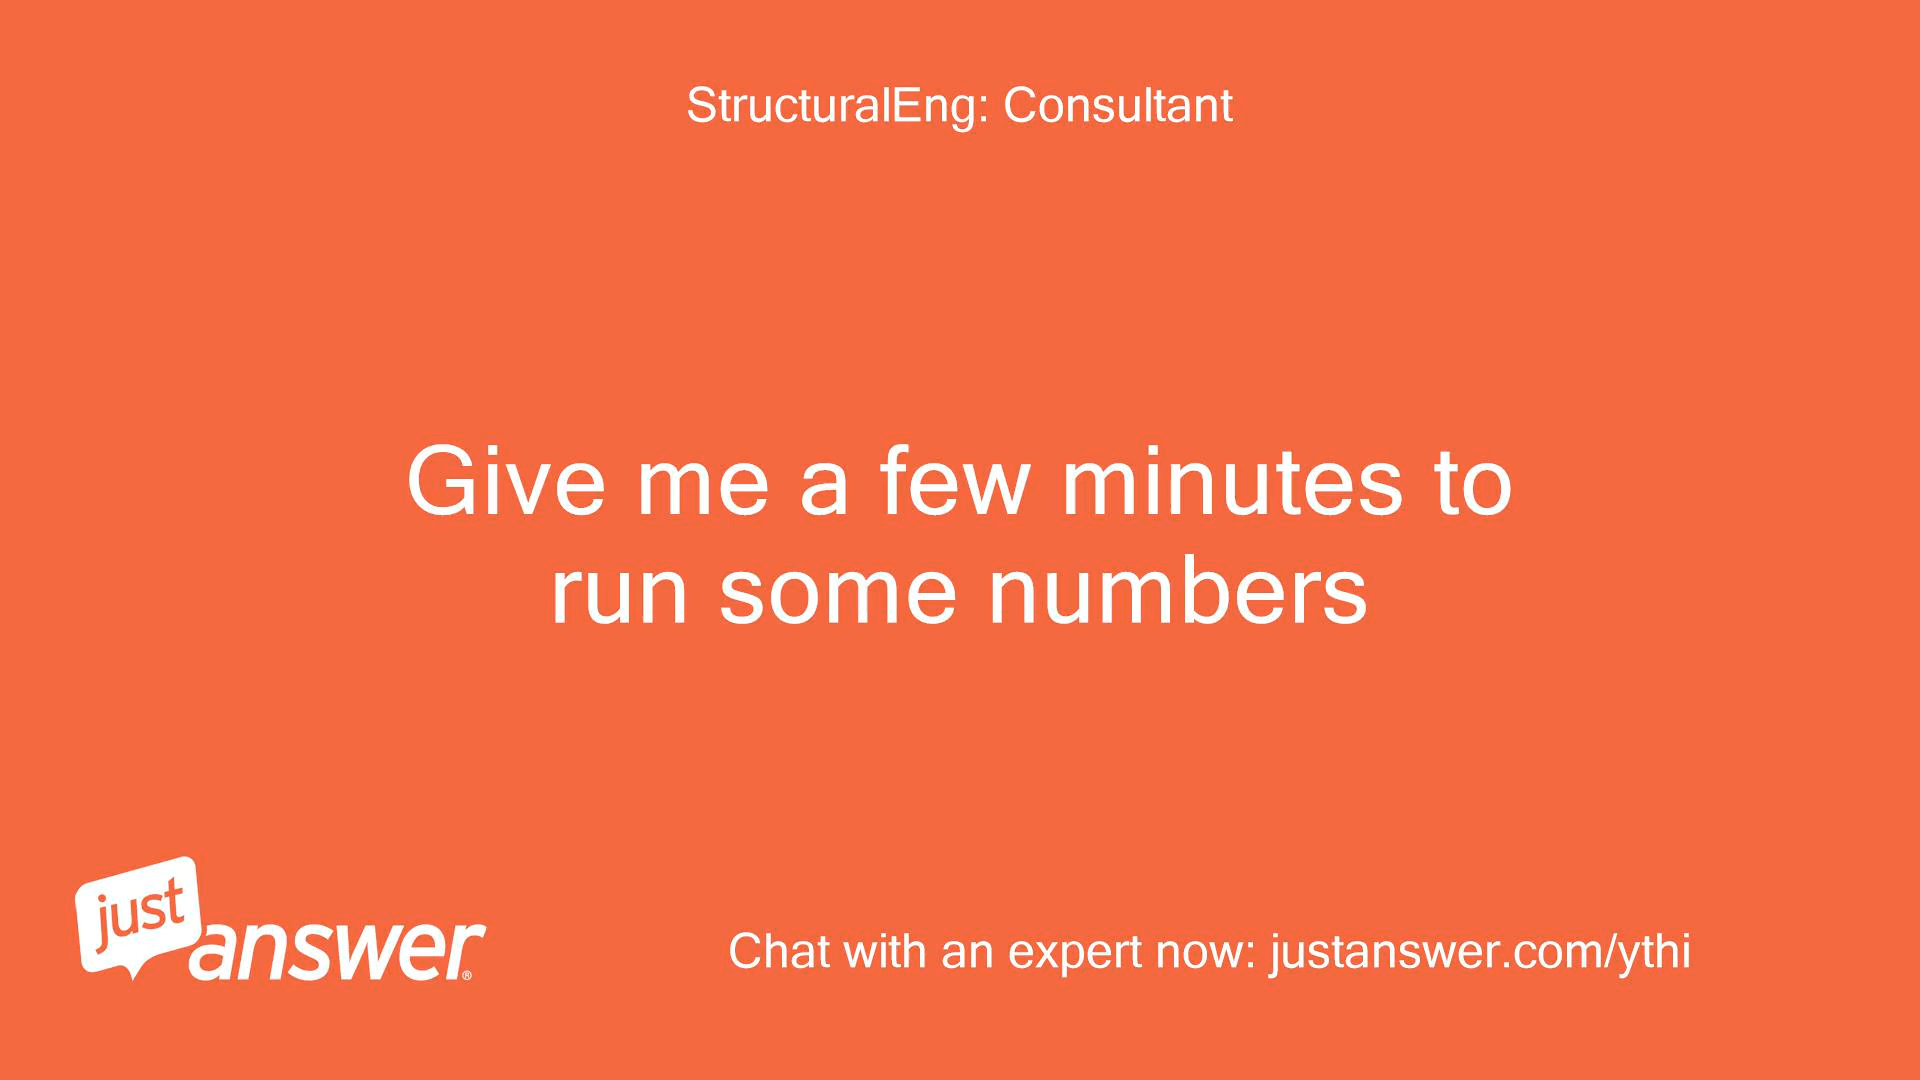 StructuralEng: Consultant
Give me a few minutes to
run some numbers
just
answer®
Chat with an expert now: justanswer.com/ythi